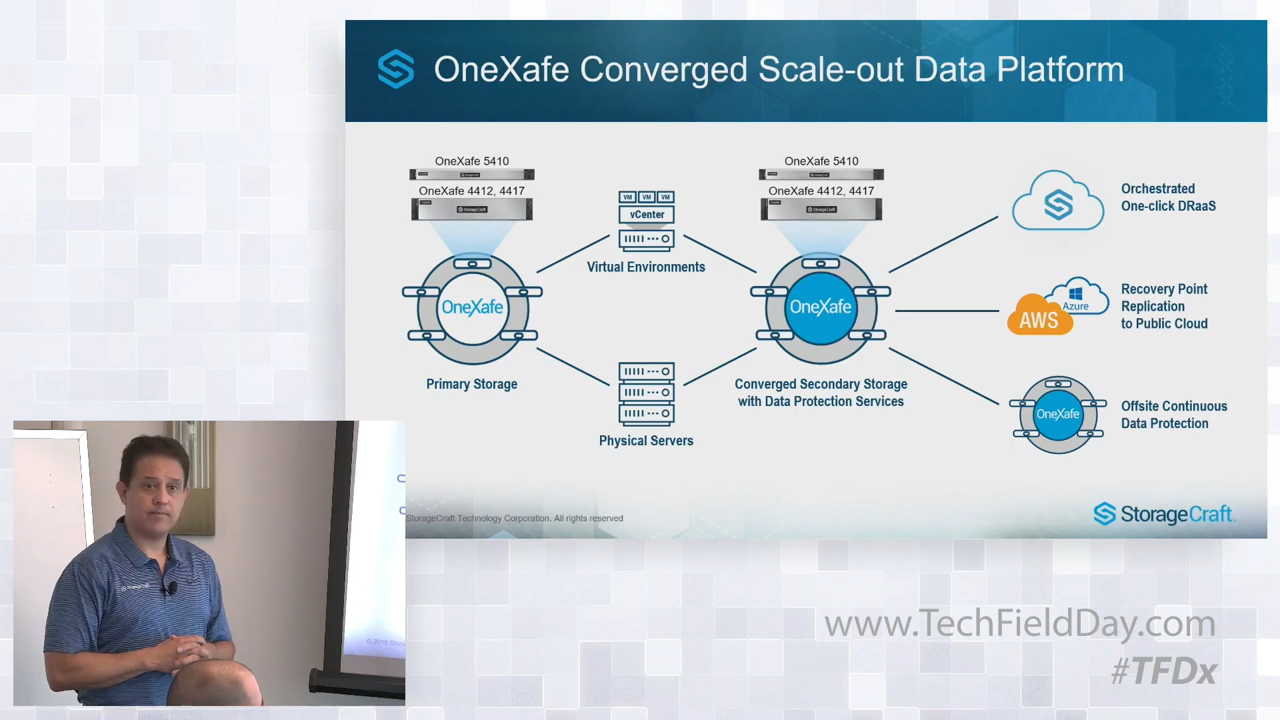 OneXafe Converged Scale-out Data Platform
OneXafe 5410
OneXafe 4412, 4417
OneXafe
Primary Storage
VM VM VM
vCenter
Virtual Environments
Physical Servers
OneXafe 5410
OneXafe 4412, 4417
OneXafe
Converged Secondary Storage
with Data Protection Services
Orchestrated
One-click DRaaS
Azure
AWS
Recovery Point
Replication
to Public Cloud
OneXafe
Offsite Continuous
Data Protection
StorageCraft Technology Corporation. All rights reserved
StorageCraft
StorageCraft
www.TechFieldDay.com
#TFDx